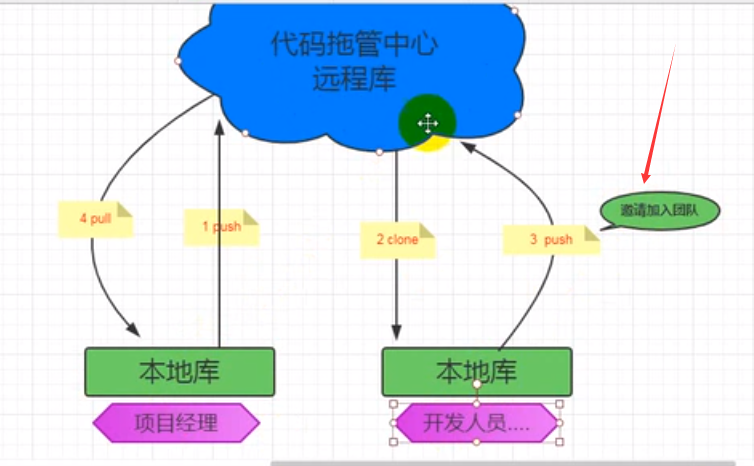 代码拖管中心
远程库
邀请加入团队
4 pull
1 push
2 clone
3 push
本地库
本地库
项目经理
开发人员....